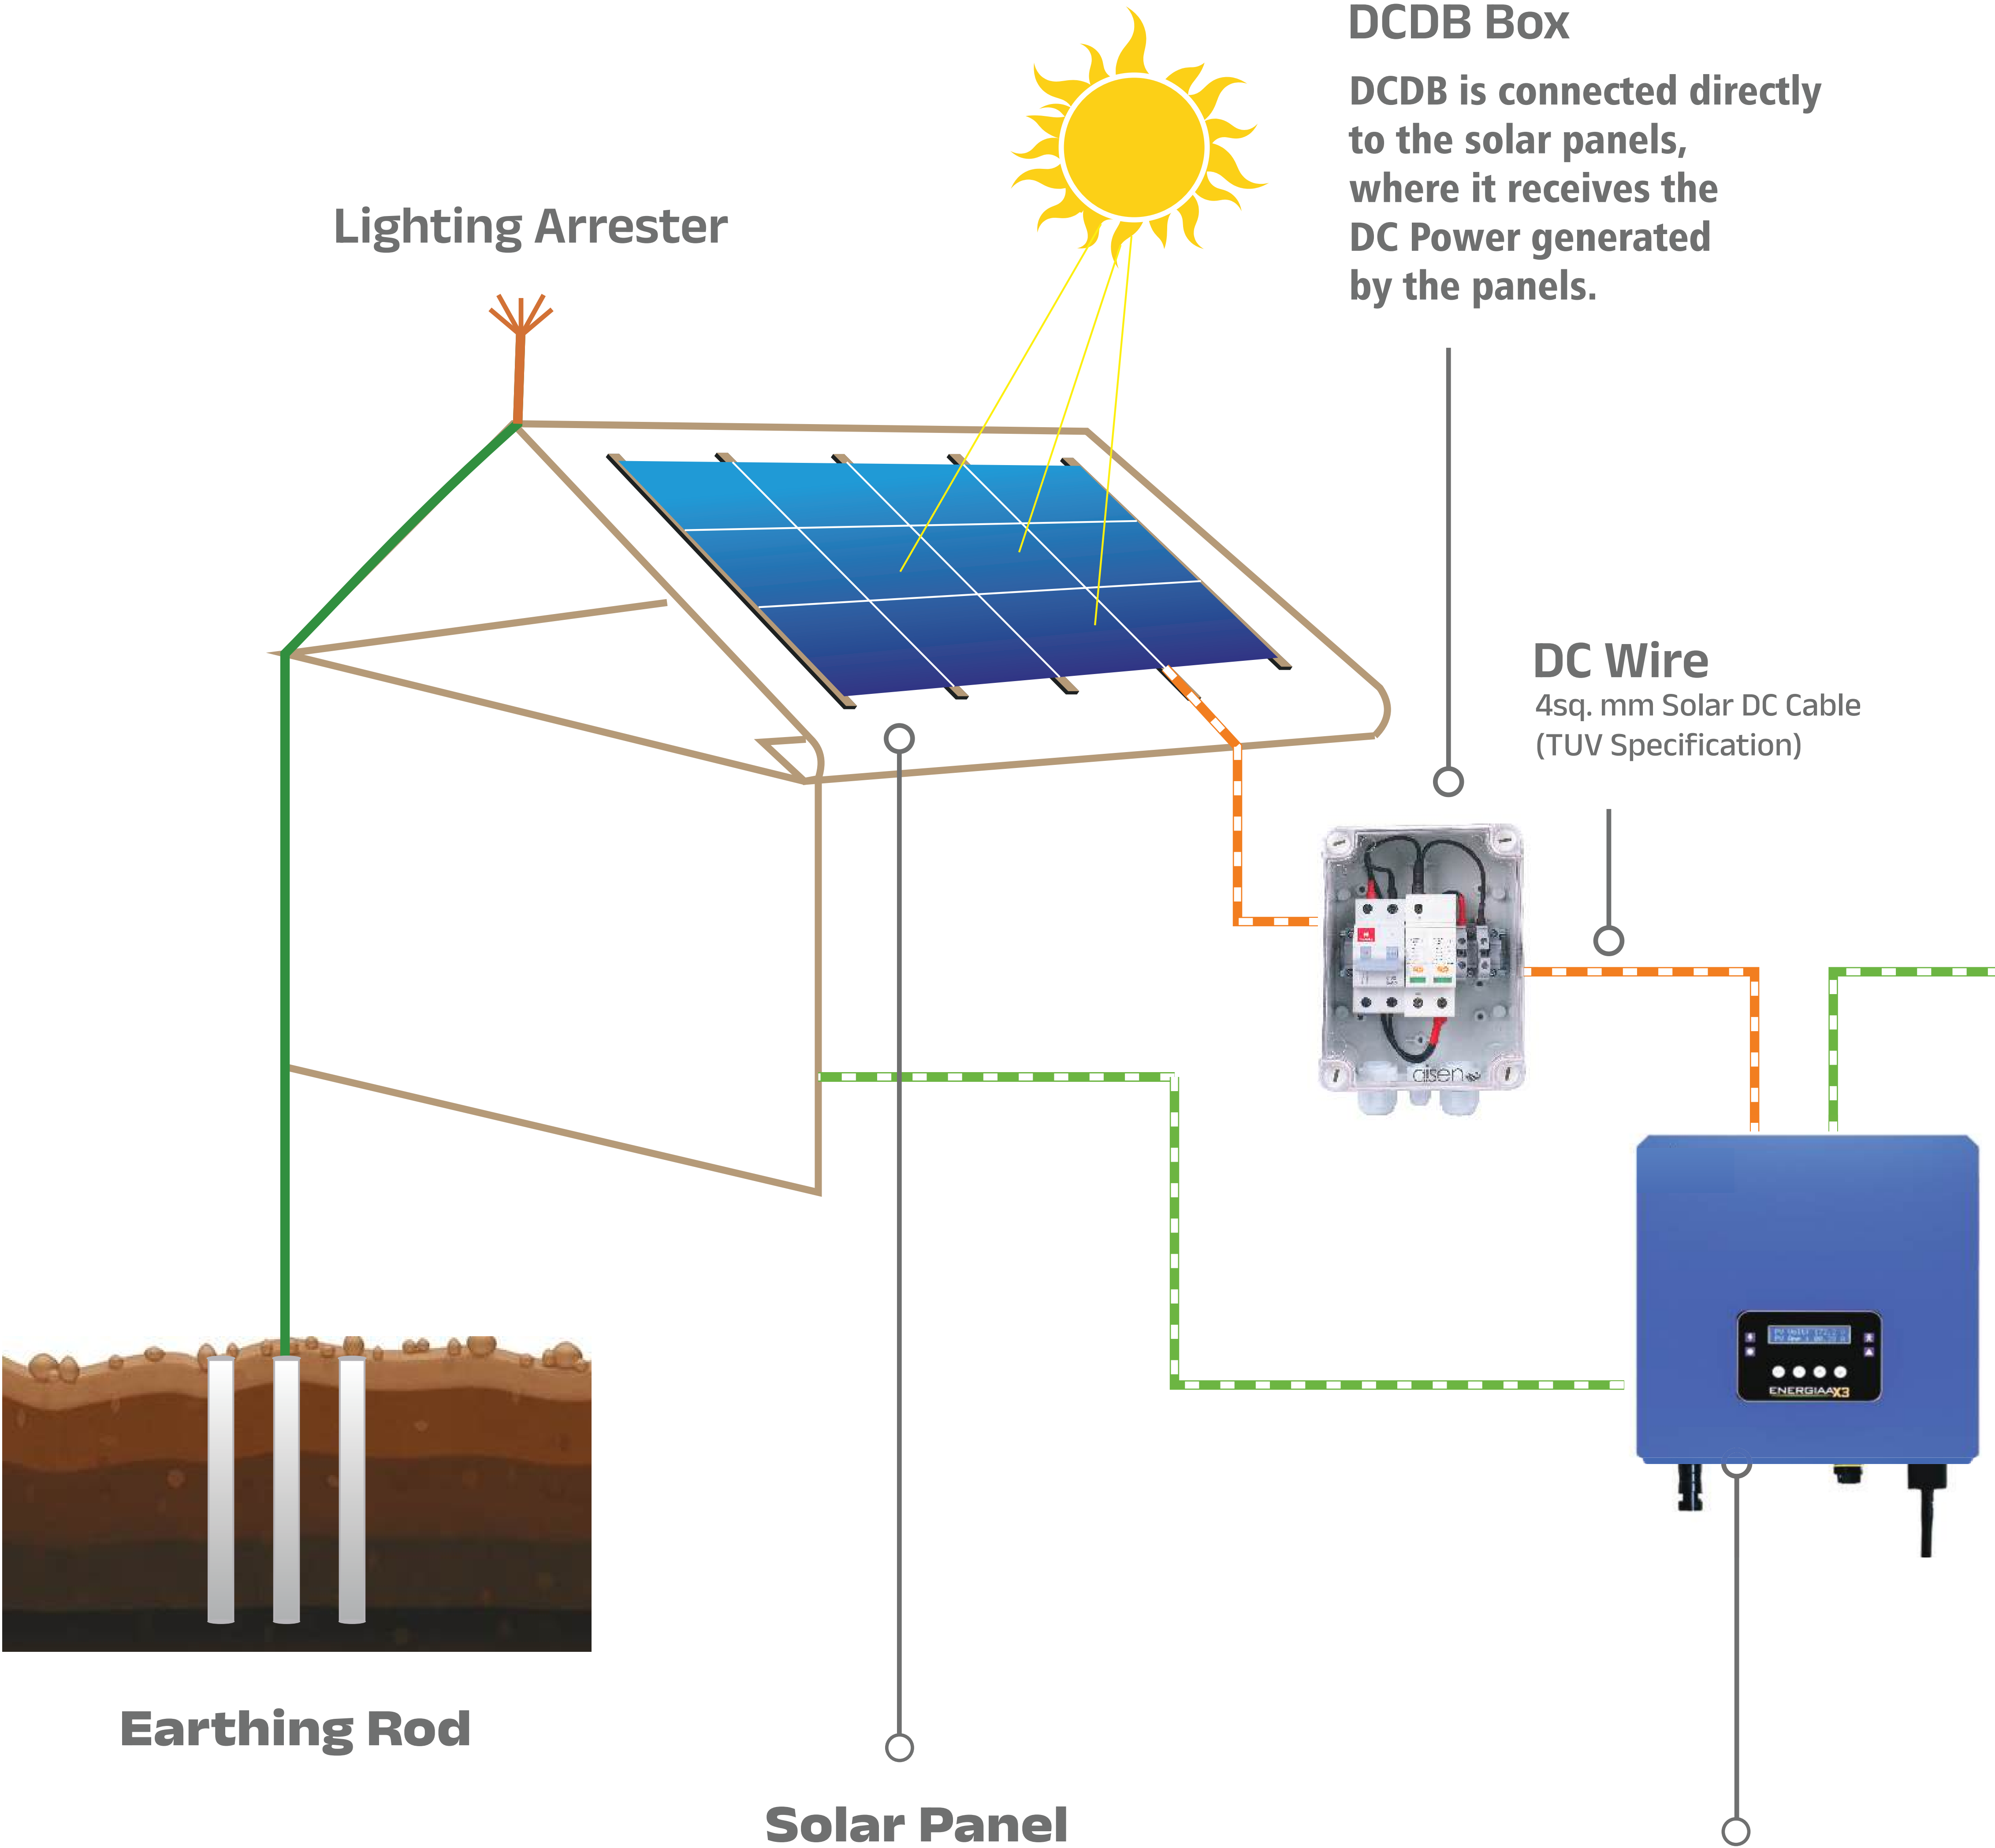 DCDB Box
DCDB is connected directly
to the solar panels,
where it receives the
DC Power generated
by the panels.
Lighting Arrester
DC Wire
4sq. mm Solar DC Cable
(TUV Specification)
aisen
ENERGIAAX3
Earthing Rod
Solar Panel